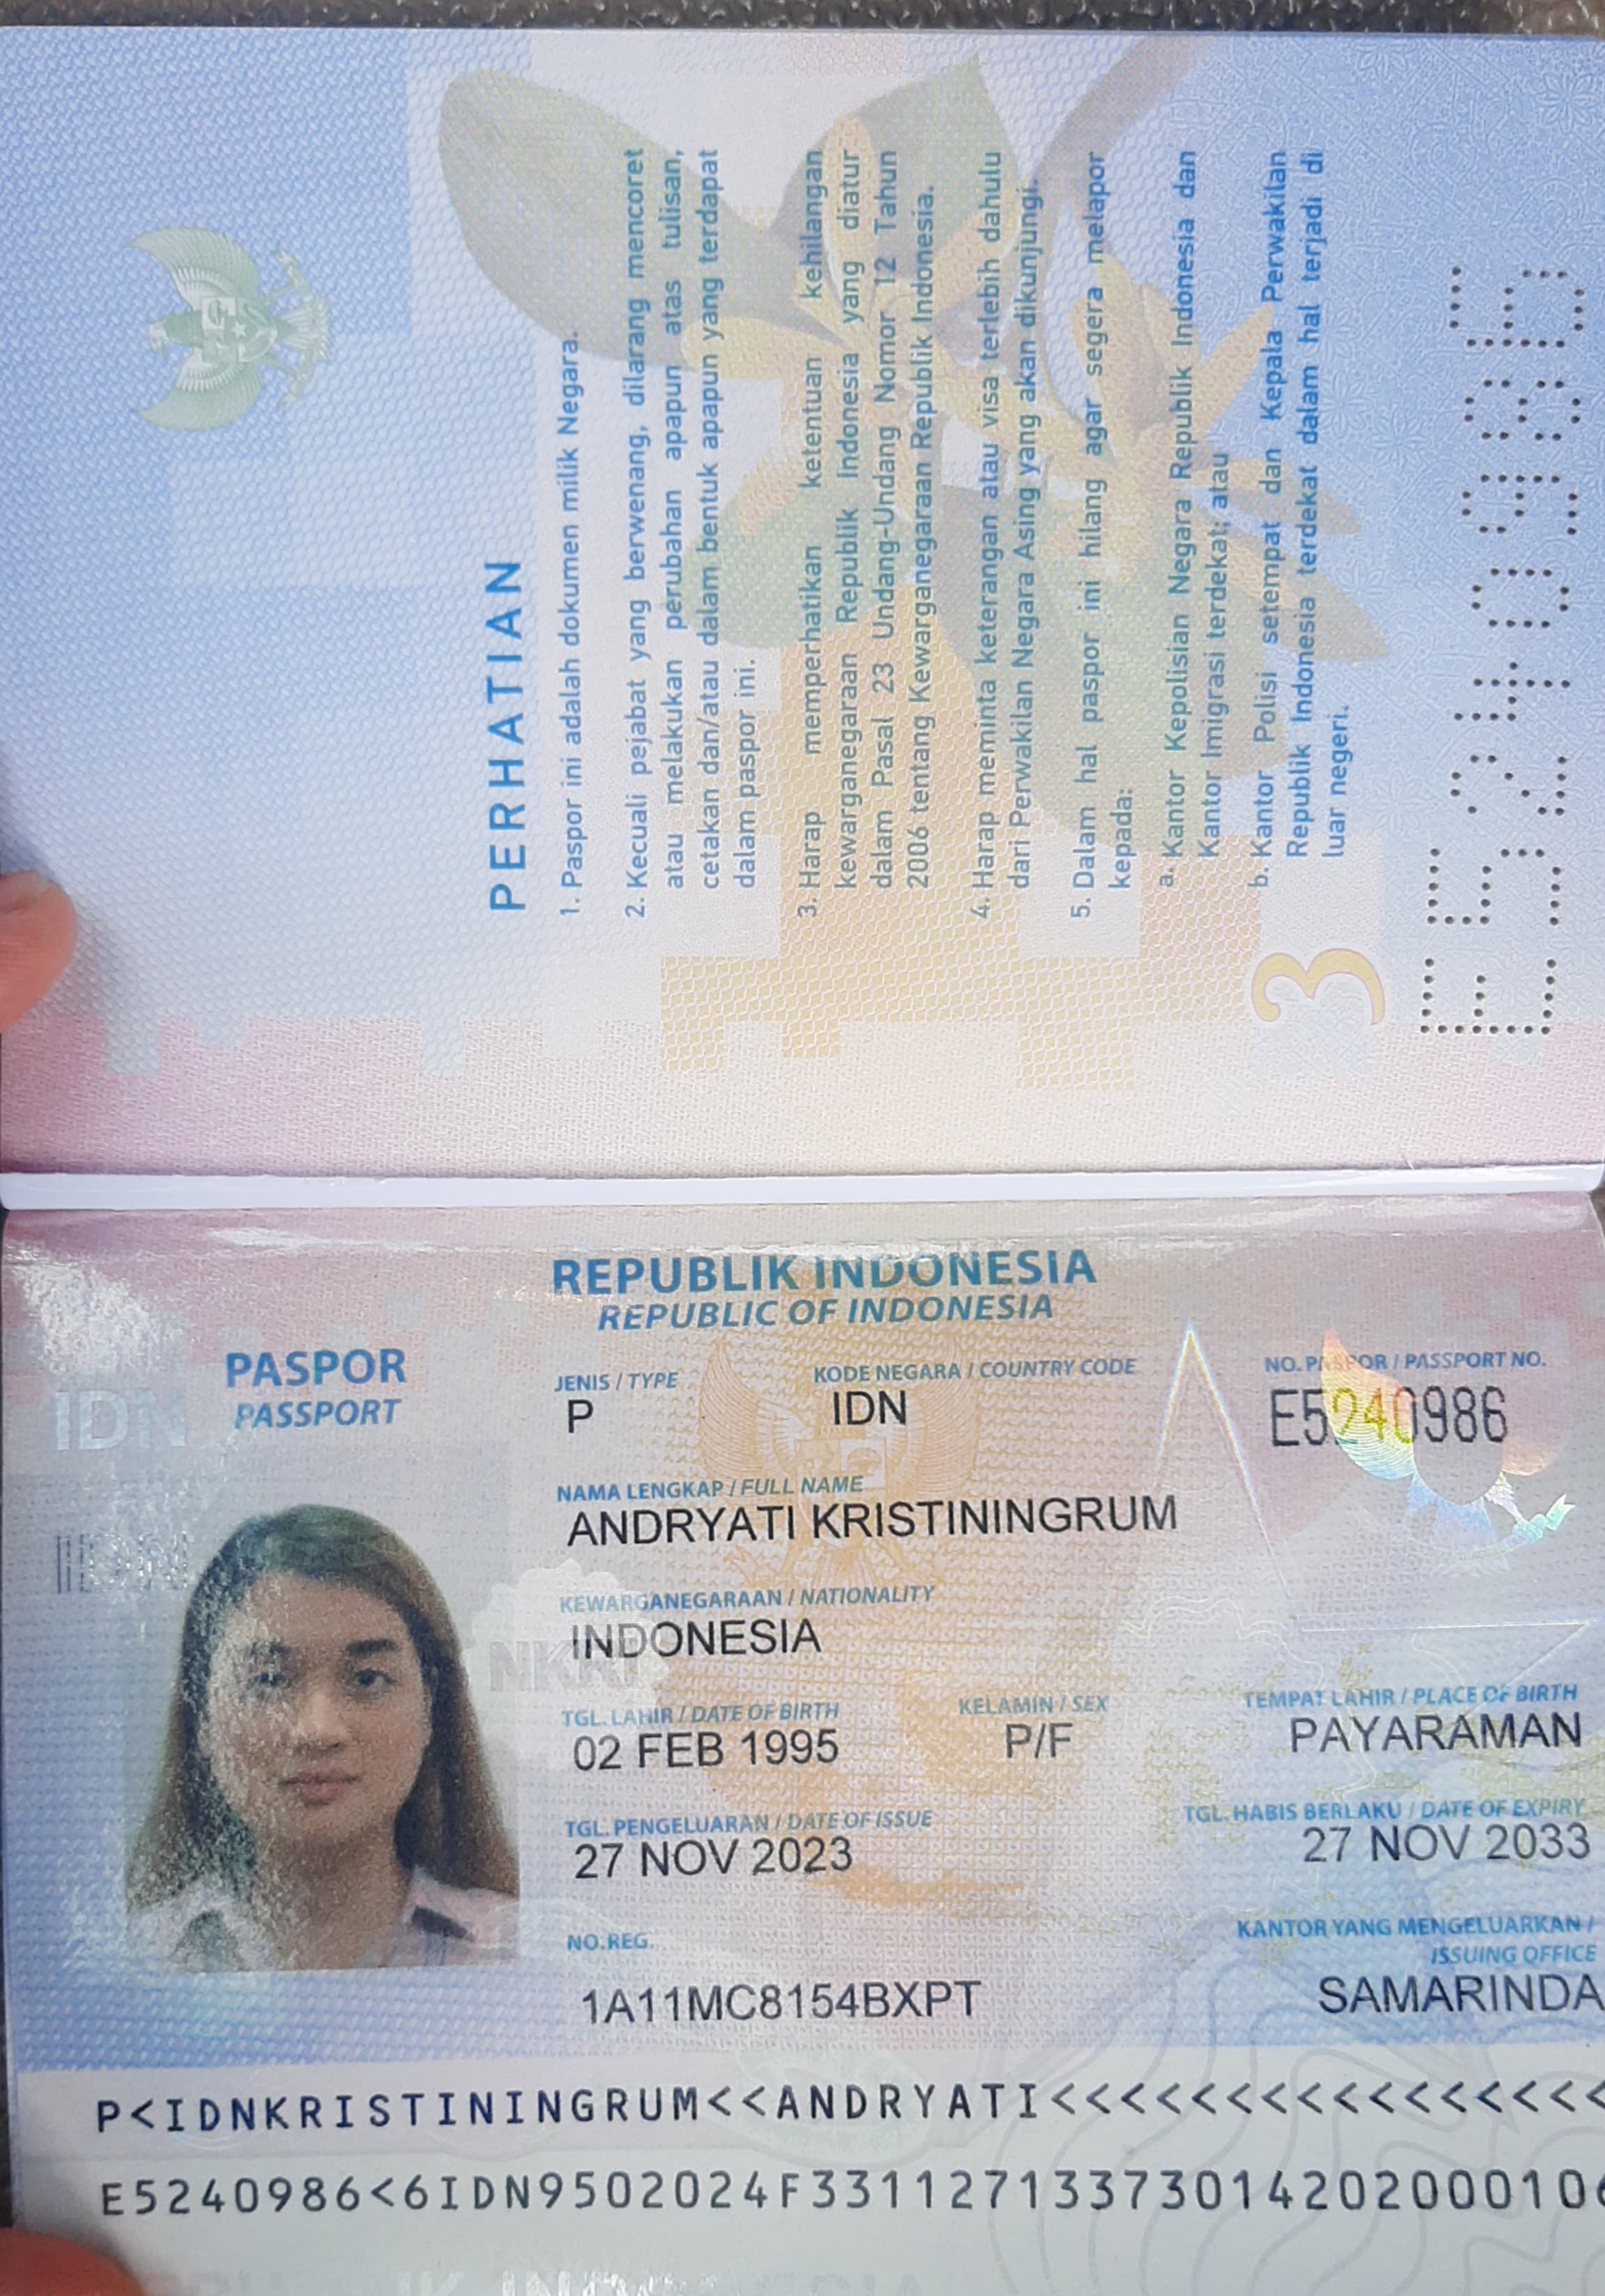 PERHATIAN
1. Paspor ini adalah dokumen milik Negara.
2. Kecuali pejabat yang berwenang, dilarang mencoret
atau melakukan perubahan apapun atas tulisan,
cetakan dan/atau dalam bentuk apapun yang terdapat
dalam paspor ini.
3. Harap memperhatikan ketentuan kehilangan
kewarganegaraan Republik Indonesia yang diatur
dalam Pasal 23 Undang-Undang Nomor 12 Tahun
2006 tentang Kewarganegaraan Republik Indonesia.
4. Harap meminta keterangan atau visa terlebih dahulu
dari Perwakilan Negara Asing yang akan dikunjungi.
5. Dalam hal paspor ini hilang agar segera melapor
kepada:
a. Kantor Kepolisian Negara Republik Indonesia dan
Kantor Imigrasi terdekat; atau
b. Kantor Polisi setempat dan Kepala Perwakilan
Republik Indonesia terdekat dalam hal terjadi di
luar negeri.
3
E5240986
REPUBLIK INDONESIA
REPUBLIC OF INDONESIA
PASPOR
PASSPORT
IDN
IDN
JENIS / TYPE
P
KODE NEGARA / COUNTRY CODE
IDN
NO. PASPOR / PASSPORT NO.
E5240986
NAMA LENGKAP / FULL NAME
ANDRYATI KRISTININGRUM
KEWARGANEGARAAN / NATIONALITY
INDONESIA
NKRI
TGL. LAHIR / DATE OF BIRTH
02 FEB 1995
KELAMIN / SEX
P/F
TEMPAT LAHIR / PLACE OF BIRTH
PAYARAMAN
TGL. PENGELUARAN / DATE OF ISSUE
27 NOV 2023
TGL. HABIS BERLAKU / DATE OF EXPIRY
27 NOV 2033
NO. REG.
1A11MC8154BXPT
KANTOR YANG MENGELUARKAN /
ISSUING OFFICE
SAMARINDA
P<IDNKRISTININGRUM<<ANDRYATI<<<<<<<<<<<<<<<<
E5240986<6IDN9502024F3311271337301420200010